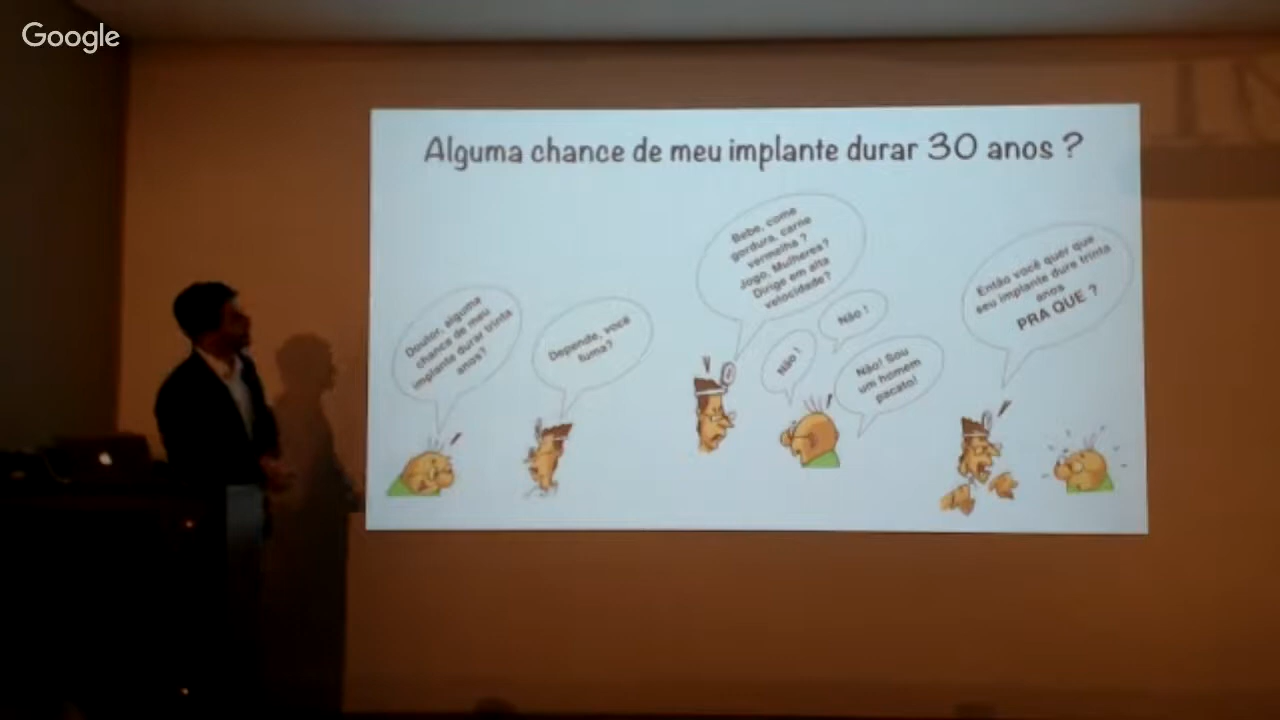 Google
Alguma chance de meu implante durar 30 anos ?
Doutor, alguma
chance de meu
implante durar trinta
anos?
Depende, você
fuma?
Bebe, come
gordura, carne
vermelha ?
Jogo, Mulheres?
Dirige em alta
velocidade?
Não !
Não !
Não! Sou
um homem
pacato!
Então você quer que
seu implante dure trinta
anos
PRA QUE ?
IN